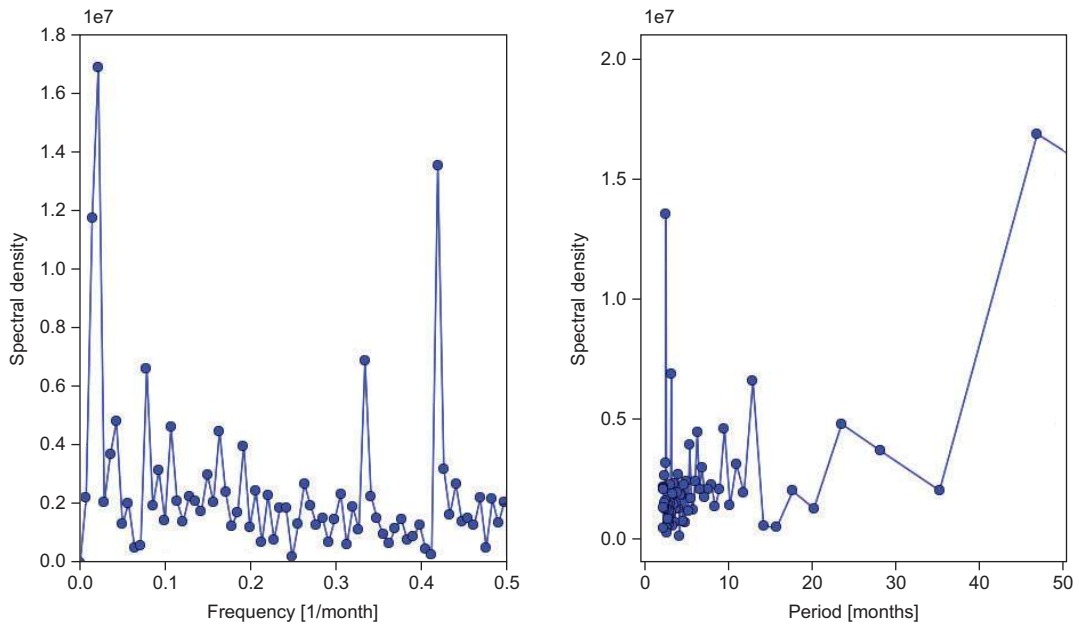 1e7
1.8
1.6
1.4
1.2
1.0
0.8
0.6
0.4
0.2
0.0
Spectral density
0.0 0.1 0.2 0.3 0.4 0.5
Frequency [1/month]
1e7
2.0
1.5
1.0
0.5
0.0
Spectral density
0 10 20 30 40 50
Period [months]